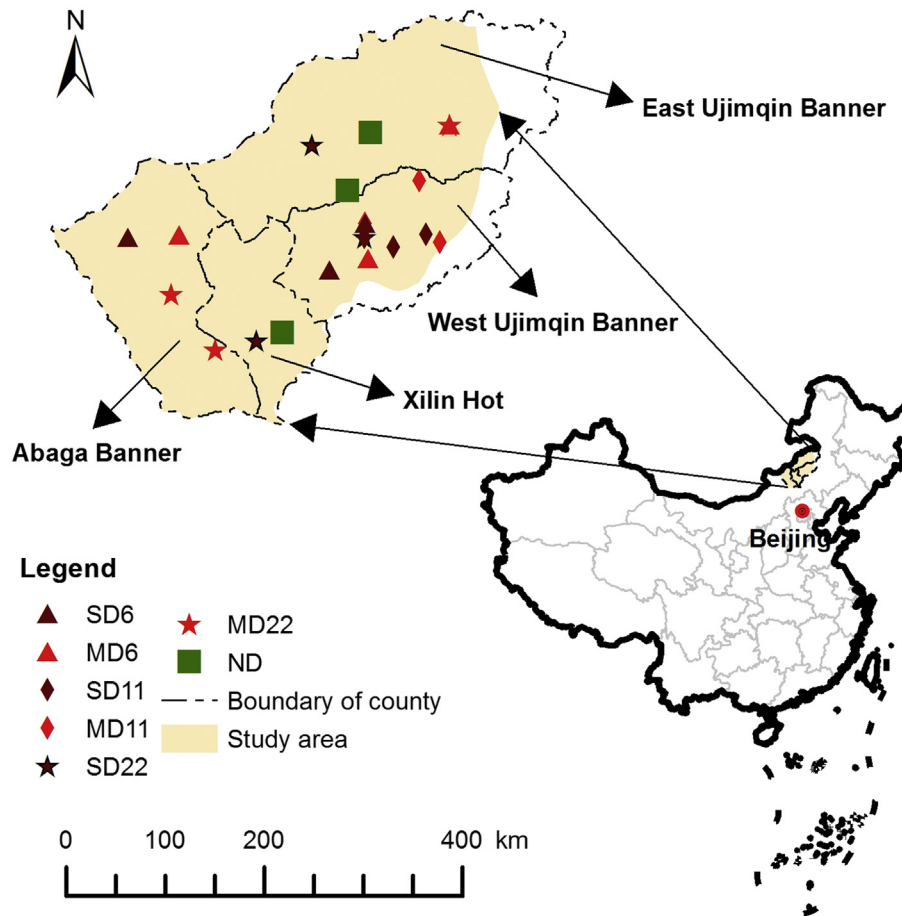 N
East Ujimqin Banner
West Ujimqin Banner
Xilin Hot
Abaga Banner
Beijing
Legend
SD6
MD6
SD11
MD11
SD22
MD22
ND
Boundary of county
Study area
0 100 200 400 km